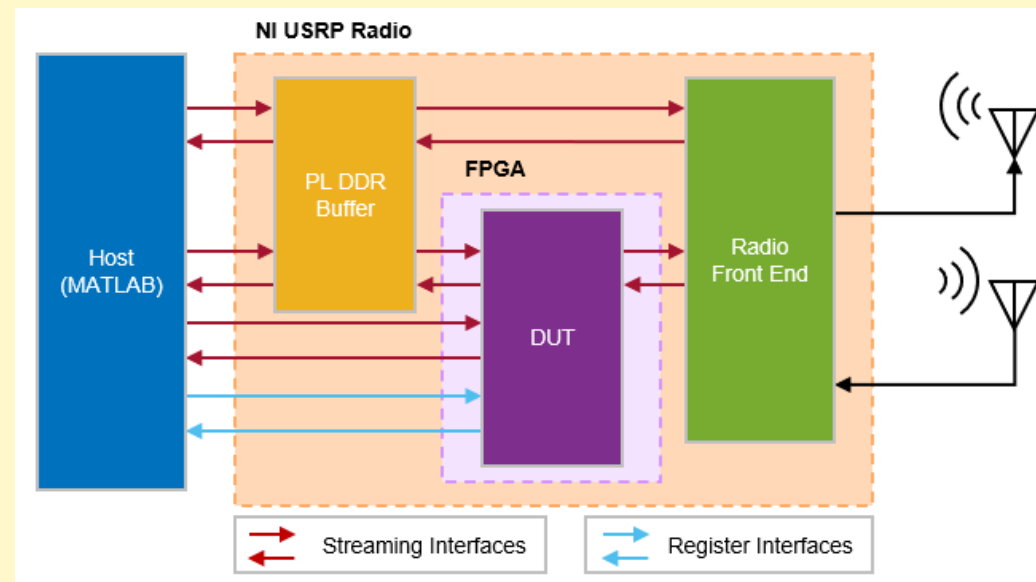 NI USRP Radio
Host
(MATLAB)
PL DDR
Buffer
FPGA
DUT
Radio
Front End
Streaming Interfaces
Register Interfaces